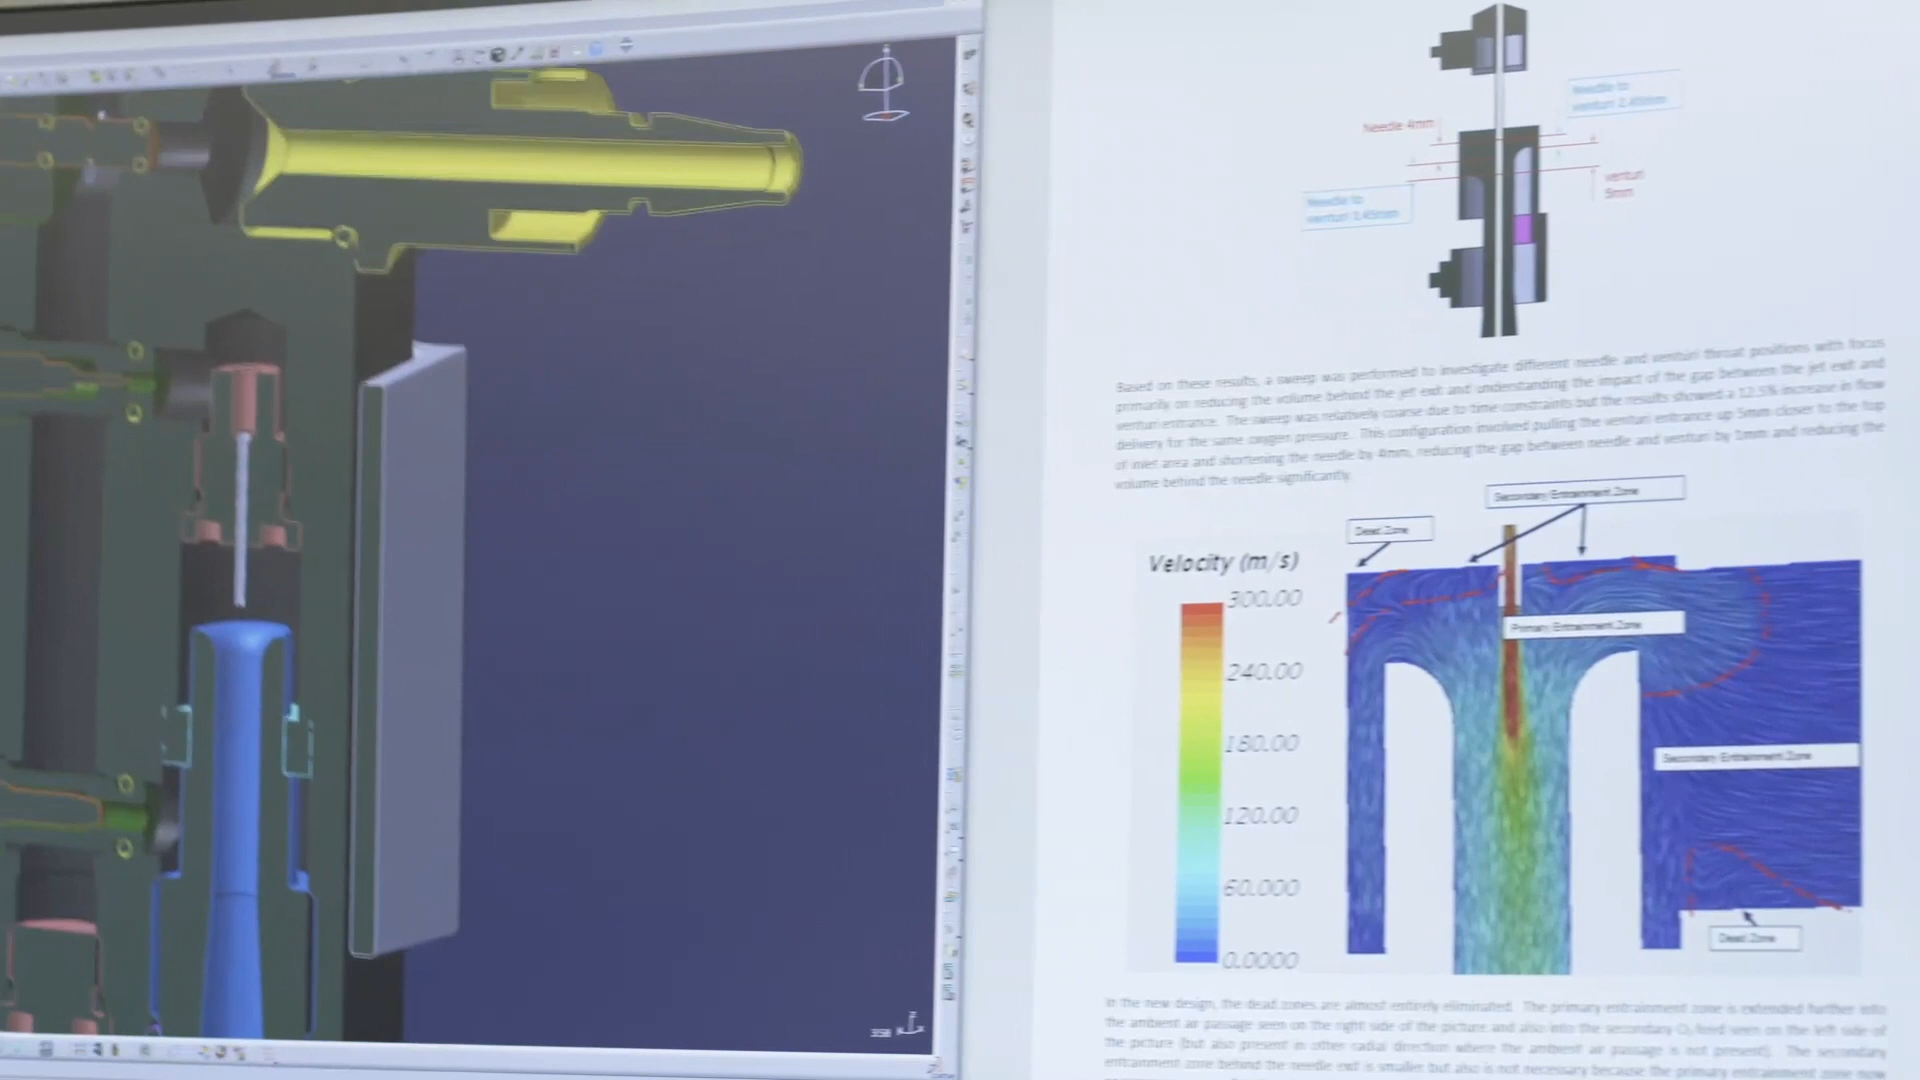 Needle to
venturi 2.45mm
Needle 4mm
venturi
5mm
Needle to
venturi 3.45mm
Based on these results, a sweep was performed to investigate different needle and venturi throat positions with focus
primarily on reducing the volume behind the jet exit and understanding the impact of the gap between the jet exit and
venturi entrance. The sweep was relatively coarse due to time constraints but the results showed a 12.5% increase in flow
delivery for the same oxygen pressure. This configuration involved pulling the venturi entrance up 5mm closer to the top
of inlet area and shortening the needle by 4mm, reducing the gap between needle and venturi by 1mm and reducing the
volume behind the needle significantly.
Secondary Entrainment Zone
Dead Zone
Velocity (m/s)
300.00
Primary Entrainment Zone
240.00
180.00
Secondary Entrainment Zone
120.00
60.000
Dead Zone
0.0000
In the new design, the dead zones are almost entirely eliminated. The primary entrainment zone is extended further into
the ambient air passage seen on the right side of the picture and also into the secondary O₂ feed seen on the left side of
the picture (but also present in other radial direction where the ambient air passage is not present). The secondary
entrainment zone behind the needle exit is smaller but also is not necessary because the primary entrainment zone now